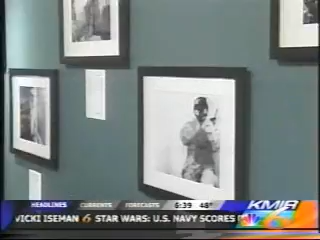 HEADLINES CURRENTS FORECASTS 6:39 48°
VICKI ISEMAN 6 STAR WARS: U.S. NAVY SCORES
KMIR 6